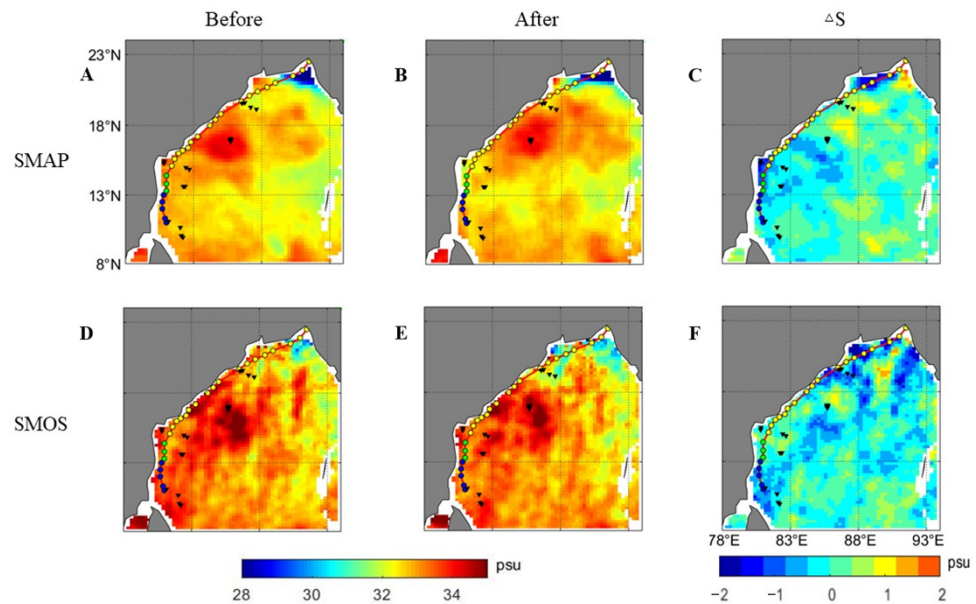 Before After △S
23°N
A B C
18°N
SMAP
13°N
8°N
D E F
SMOS
78°E 83°E 88°E 93°E
psu psu
28 30 32 34 −2 −1 0 1 2